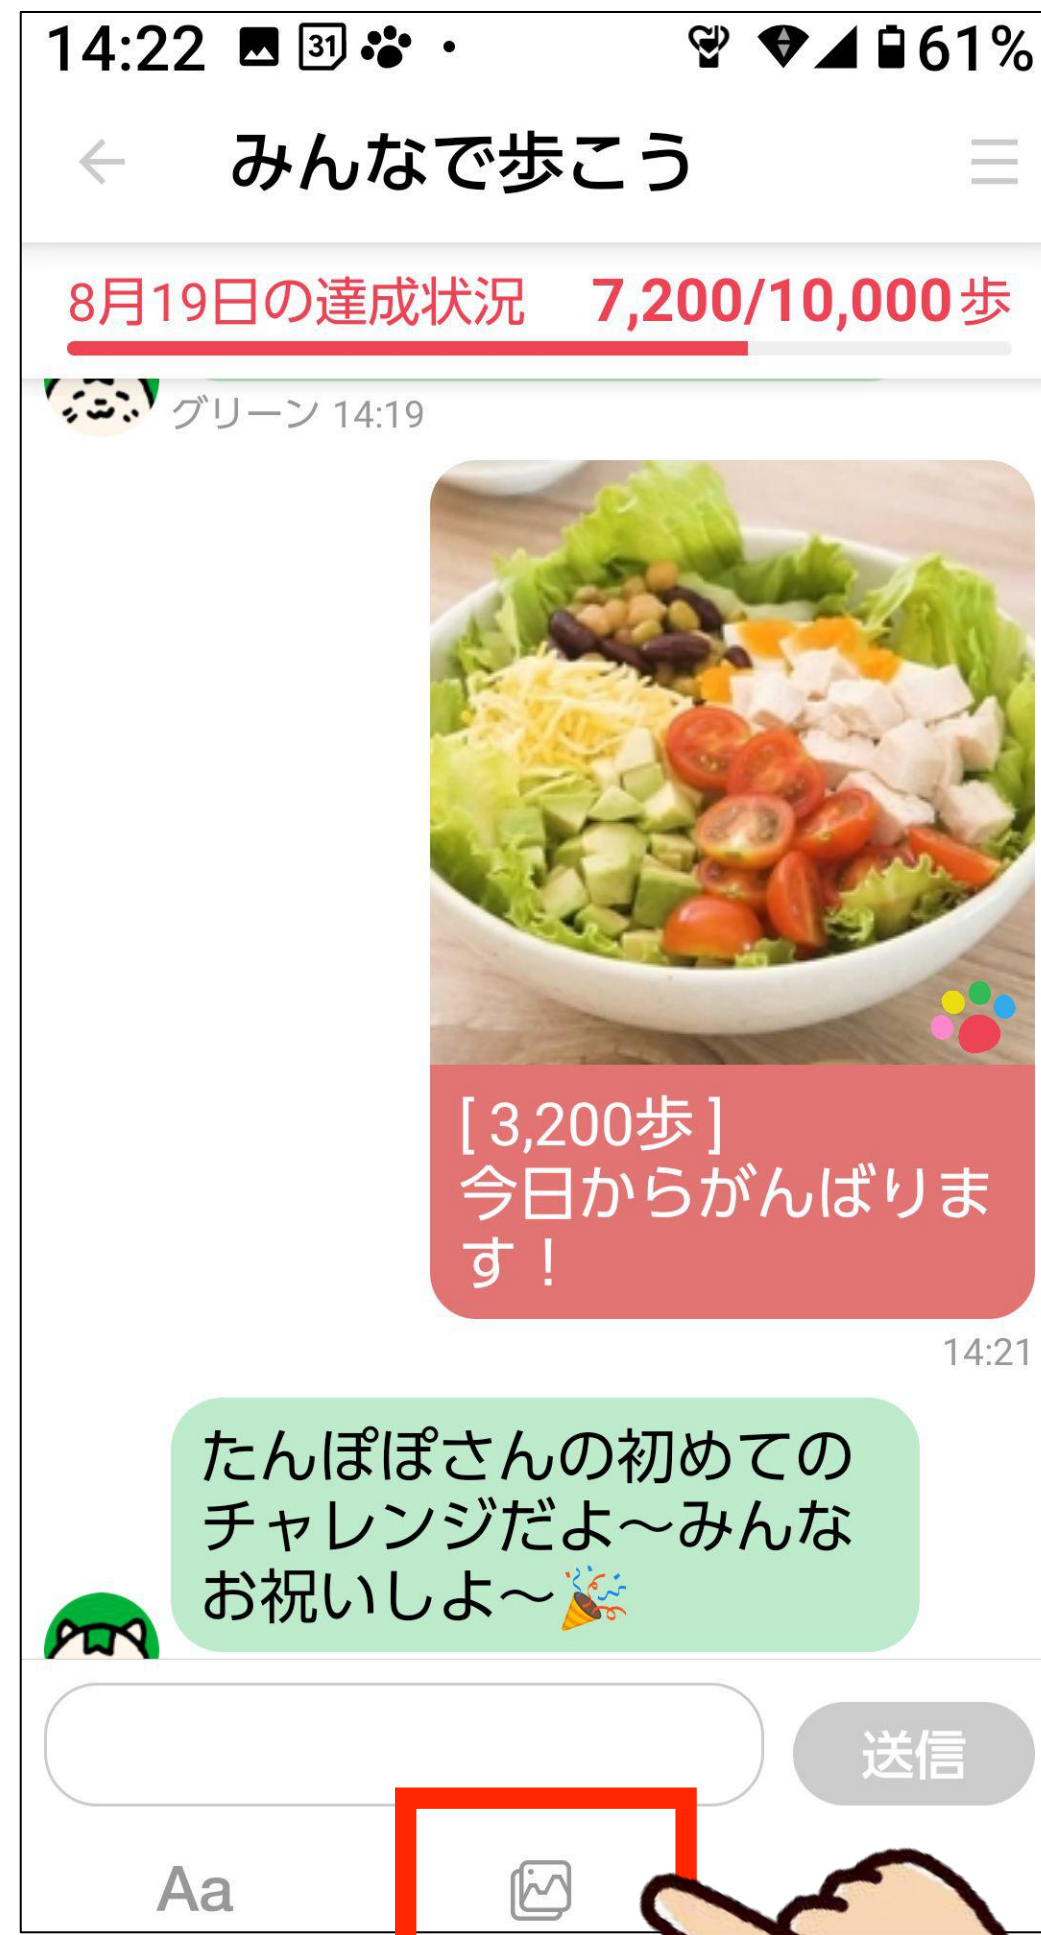 14:22 31 61%
みんなで歩こう
8月19日の達成状況 7,200/10,000歩
グリーン 14:19
[ 3,200歩 ]
今日からがんばりま
す！
14:21
たんぽぽさんの初めての
チャレンジだよ～みんな
お祝いしよ～🎉
送信
Aa